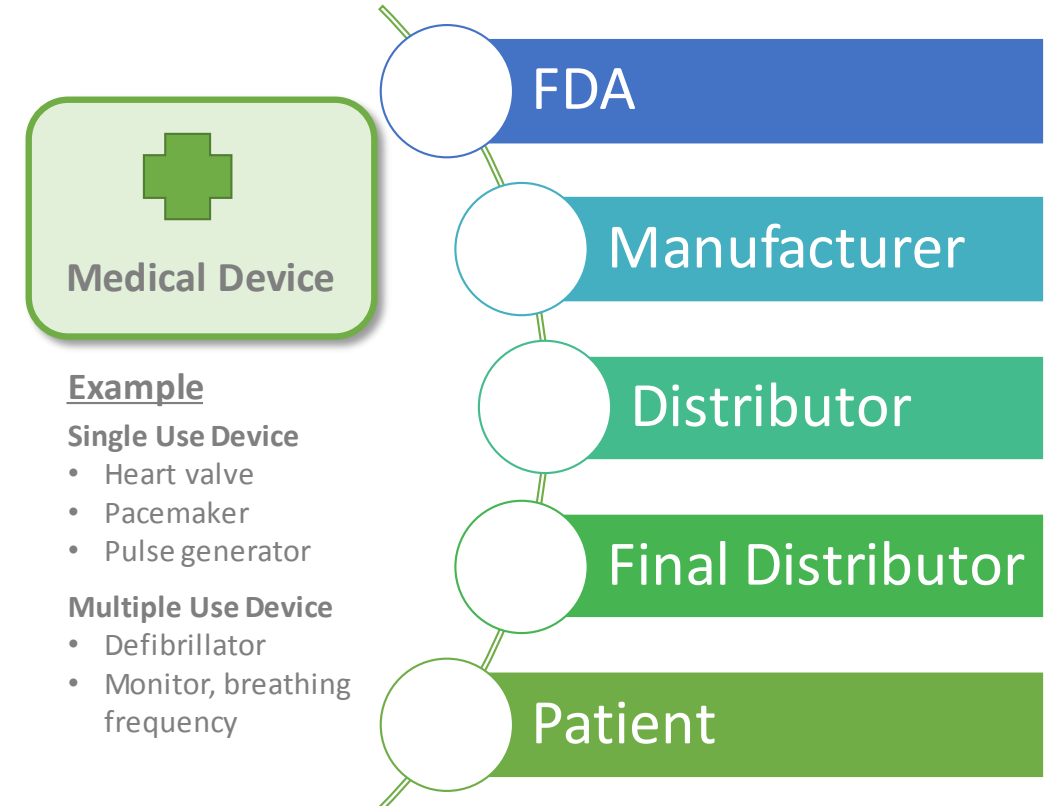 Medical Device
Example
Single Use Device
• Heart valve
• Pacemaker
• Pulse generator
Multiple Use Device
• Defibrillator
• Monitor, breathing
frequency
FDA
Manufacturer
Distributor
Final Distributor
Patient